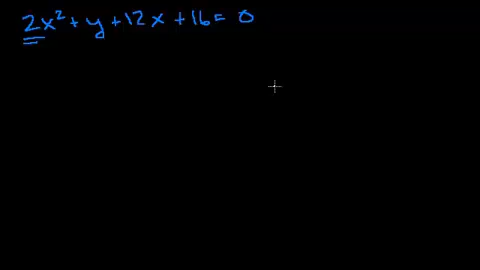 2x² + y + 12x + 16 = 0